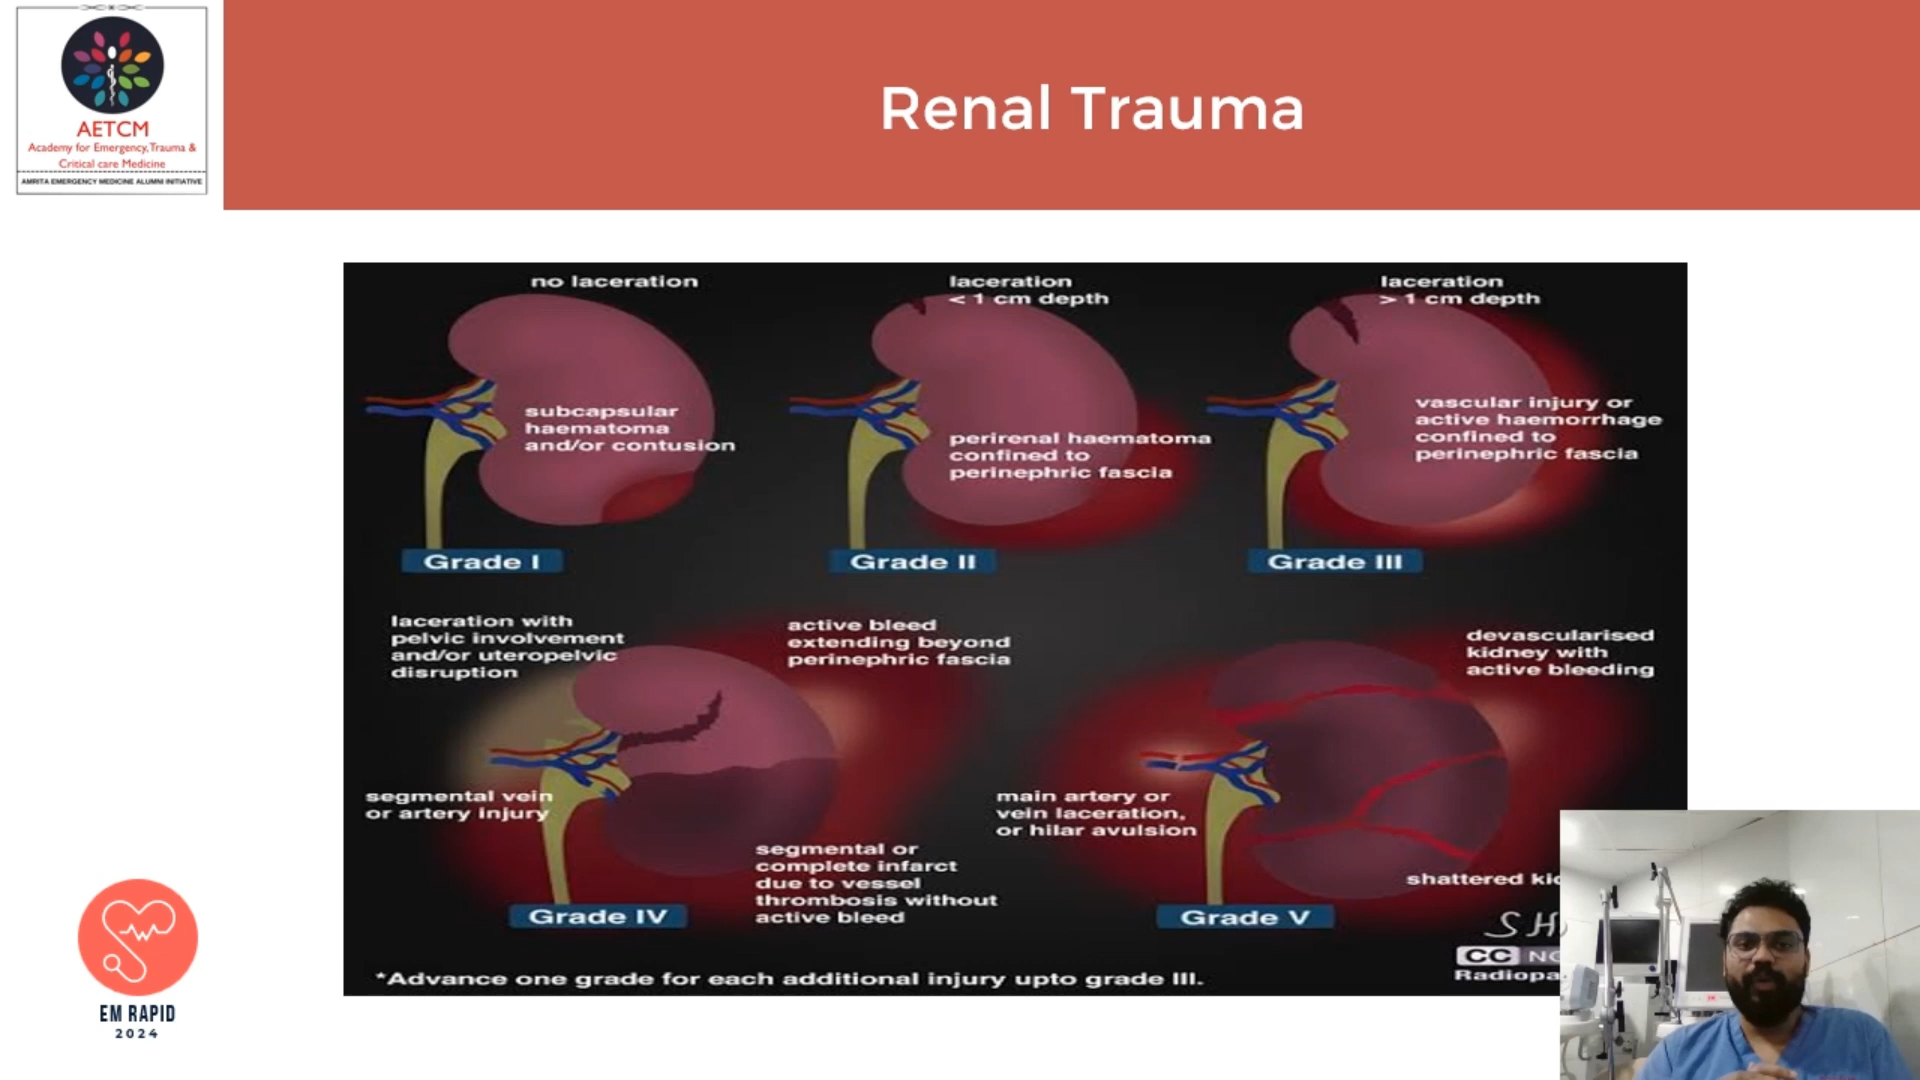 AETCM
Academy for Emergency,Trauma &
Critical care Medicine
AMRITA EMERGENCY MEDICINE ALUMNI INITIATIVE
Renal Trauma
no laceration
subcapsular
haematoma
and/or contusion
Grade I
laceration
< 1 cm depth
perirenal haematoma
confined to
perinephric fascia
Grade II
laceration
> 1 cm depth
vascular injury or
active haemorrhage
confined to
perinephric fascia
Grade III
laceration with
pelvic involvement
and/or uteropelvic
disruption
active bleed
extending beyond
perinephric fascia
segmental vein
or artery injury
segmental or
complete infarct
due to vessel
thrombosis without
active bleed
Grade IV
devascularised
kidney with
active bleeding
main artery or
vein laceration,
or hilar avulsion
shattered
Grade V
CC
*Advance one grade for each additional injury upto grade III.
EM RAPID
2024